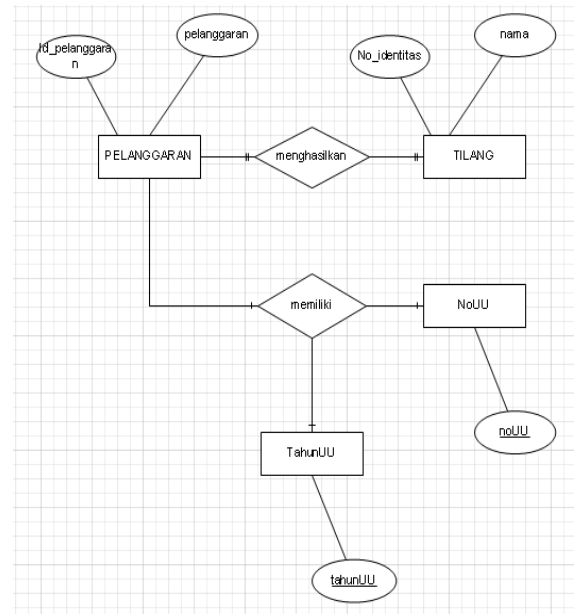 Id_pelanggara
n
pelanggaran
No_identitas
nama
PELANGGARAN
menghasilkan
TILANG
memiliki
NoUU
noUU
TahunUU
tahunUU